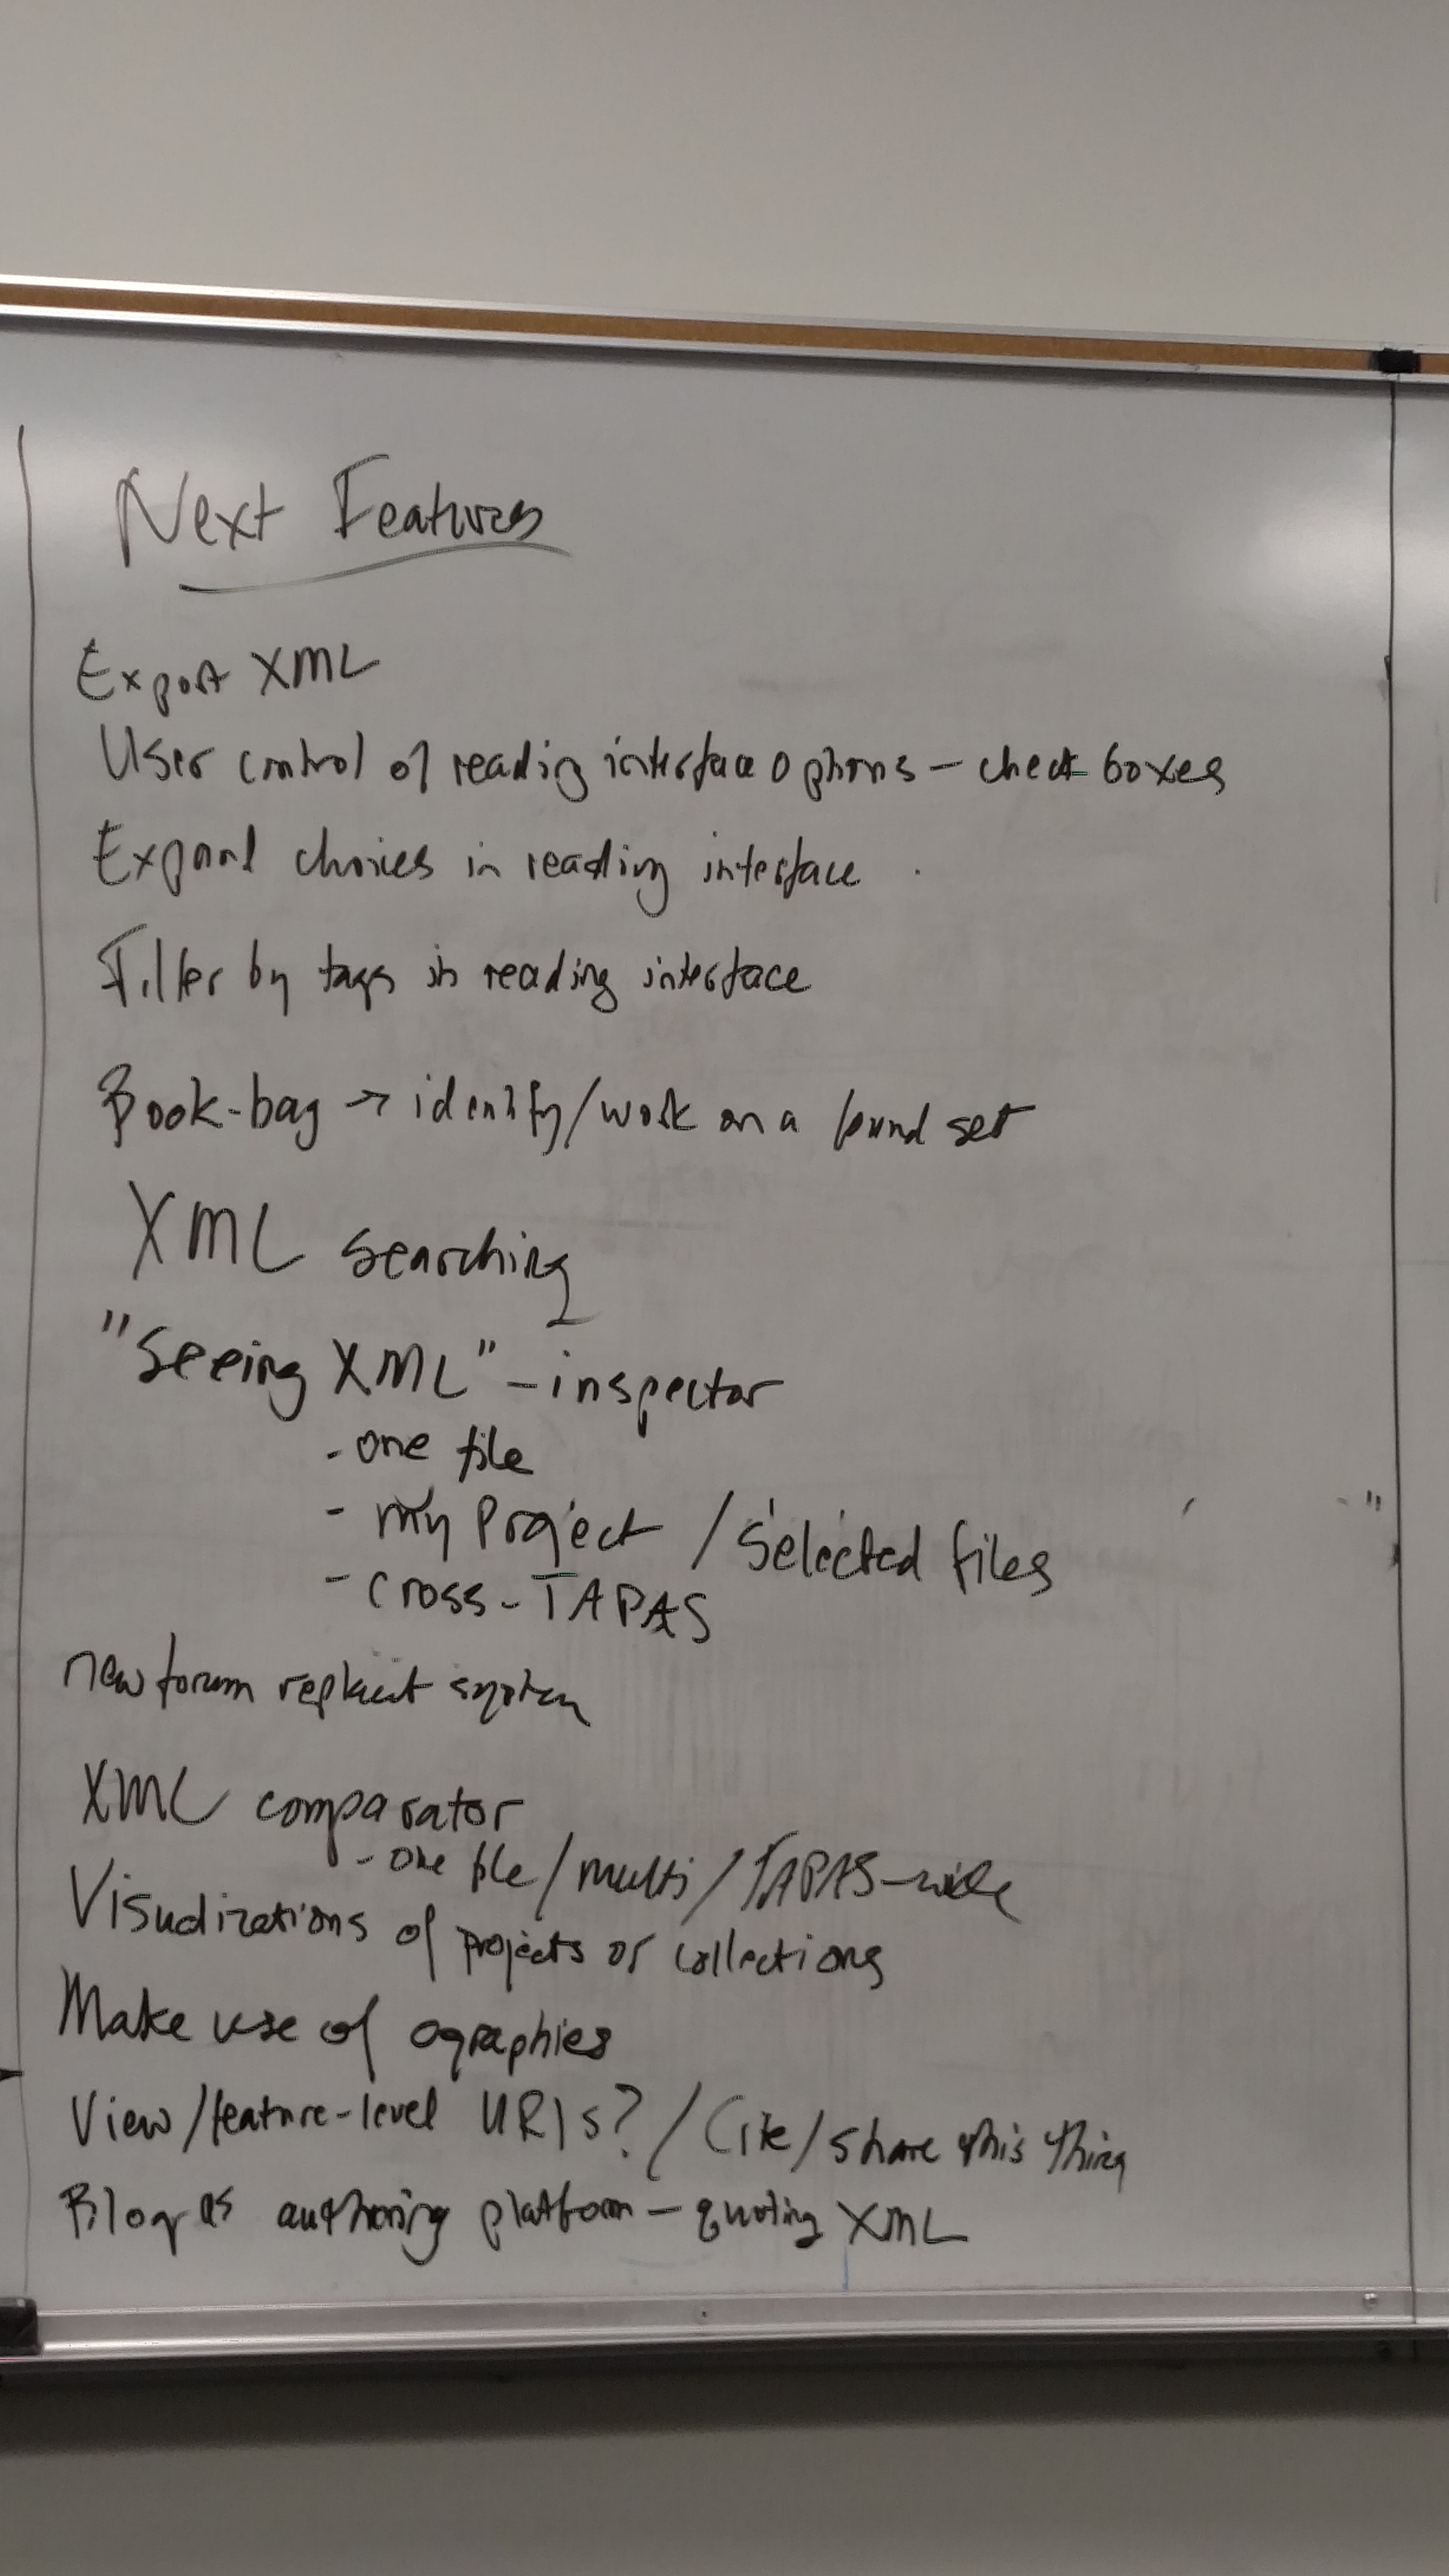 Next Features
Export XML
User control of reading interface options – check boxes
Expand choices in reading interface
Filter by tags in reading interface
Book-bag → identify/work on a found set
XML searching
"Seeing XML" – inspector
- one file
- my Project / Selected files
- cross-TAPAS
new forum system
XML comparator
- one file/multi/TAPAS-wide
Visualizations of projects or collections
Make use of ographies
View/feature-level URIs? / Cite/share this thing
Blog as authoring platform – quoting XML